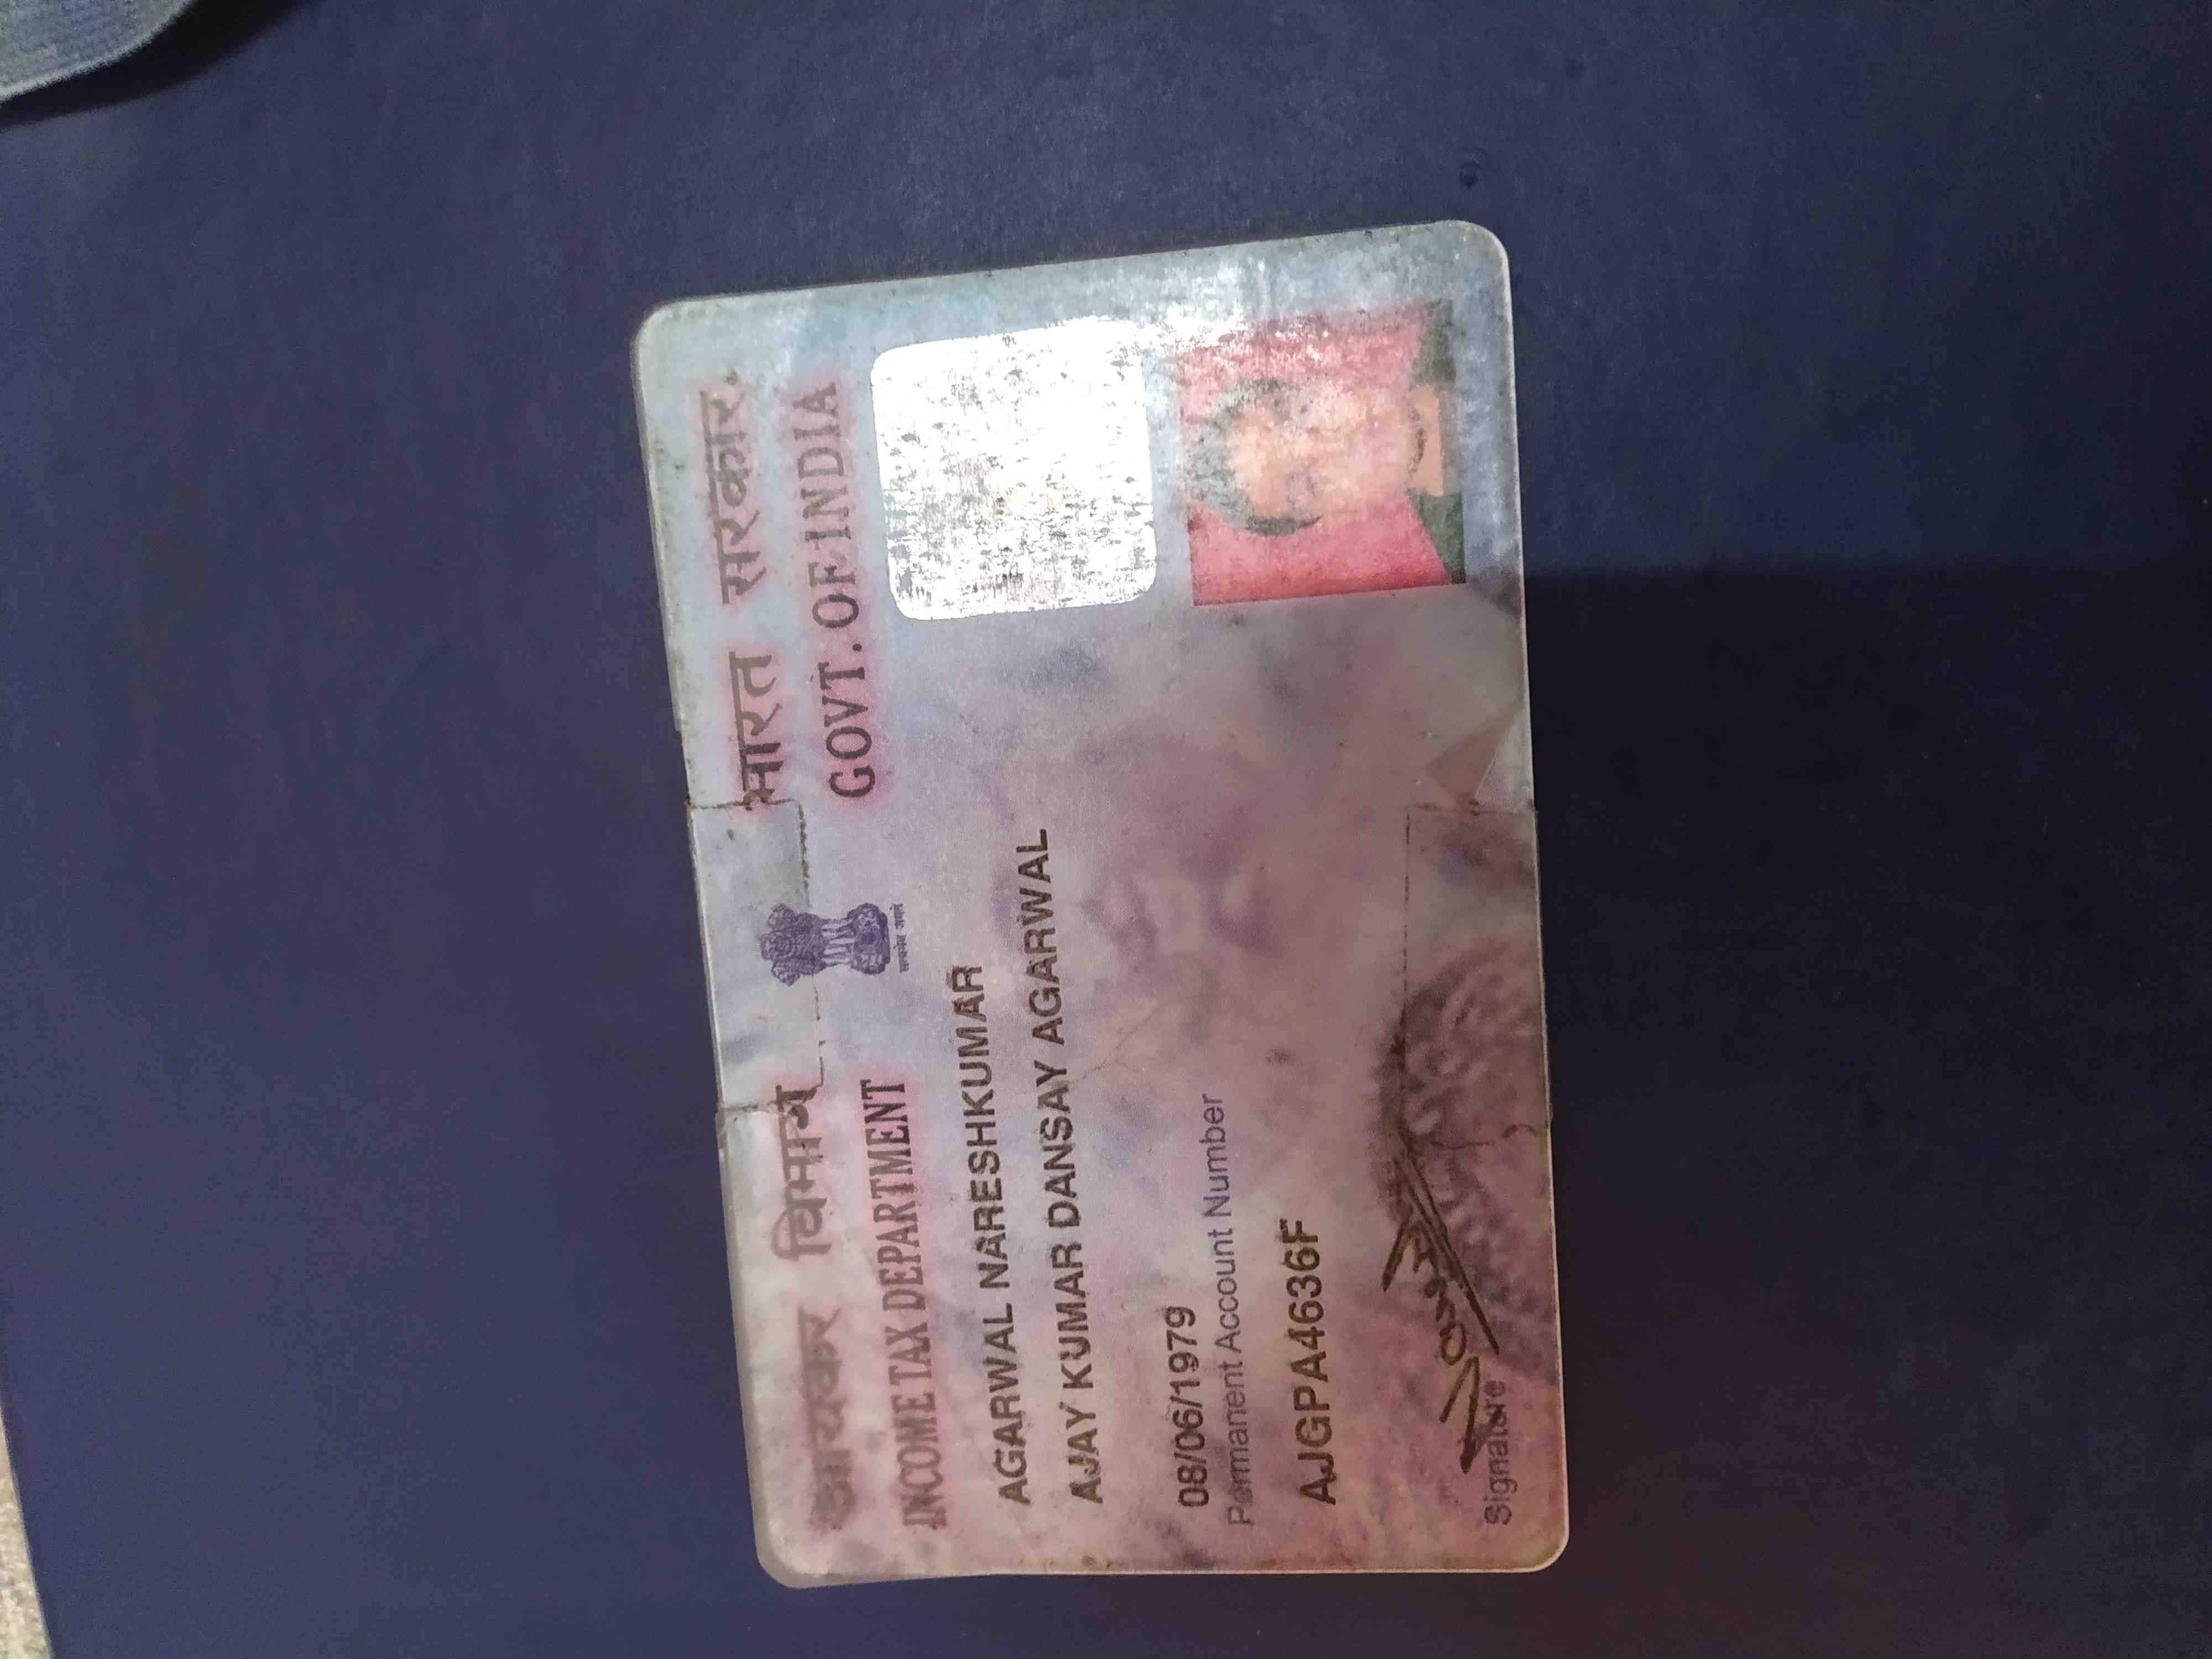 आयकर विभाग
INCOME TAX DEPARTMENT
सत्यमेव जयते
भारत सरकार
GOVT. OF INDIA
AGARWAL NARESHKUMAR
AJAY KUMAR DANSAY AGARWAL
08/06/1979
Permanent Account Number
AJGPA4636F
Signature